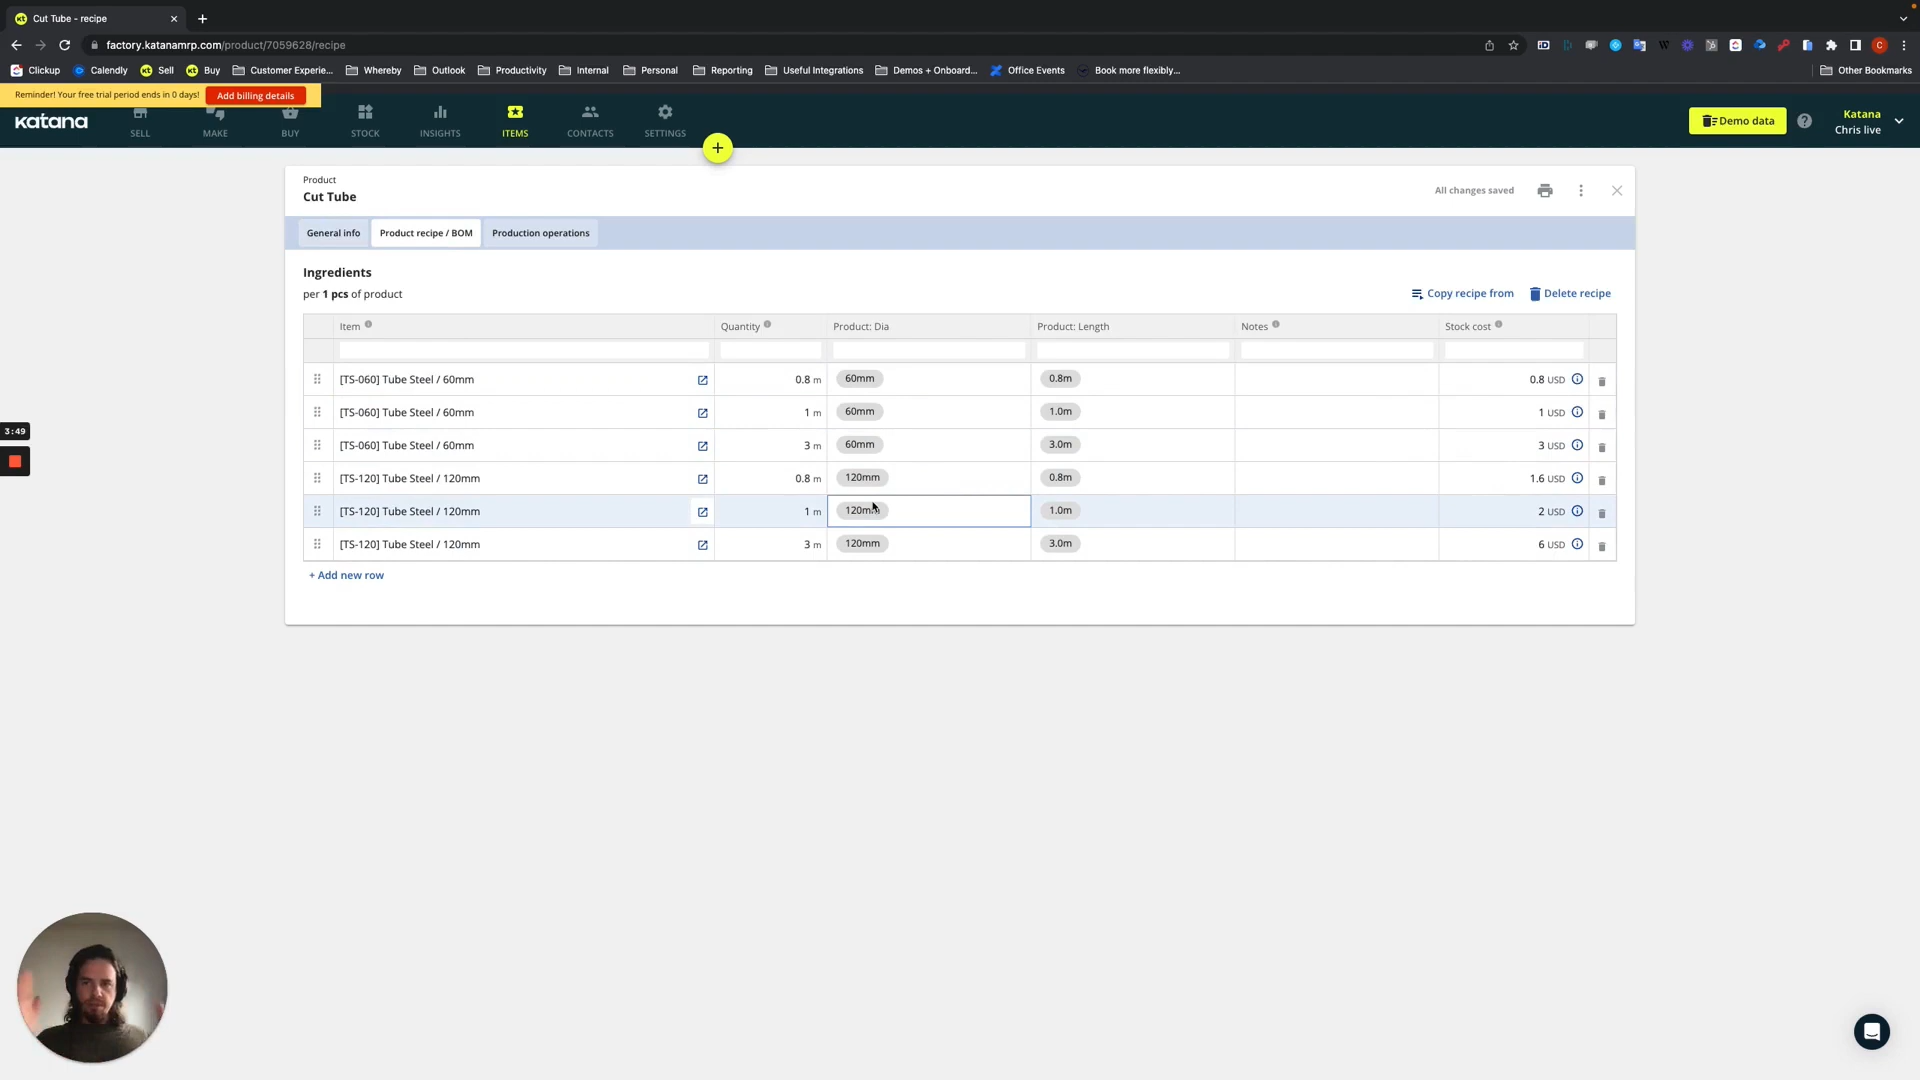 Cut Tube - recipe
factory.katanamrp.com/product/7059628/recipe
Clickup Calendly Sell Buy Customer Experie... Whereby Outlook Productivity Internal Personal Reporting Useful Integrations Demos + Onboard... Office Events Book more flexibly... Other Bookmarks
Reminder! Your free trial period ends in 0 days! Add billing details
katana SELL MAKE BUY STOCK INSIGHTS ITEMS CONTACTS SETTINGS Demo data
Katana
Chris live
Product
Cut Tube
All changes saved
General info Product recipe / BOM Production operations
Ingredients
per 1 pcs of product
Copy recipe from Delete recipe
Item Quantity Product: Dia Product: Length Notes Stock cost
[TS-060] Tube Steel / 60mm 0.8 m 60mm 0.8m 0.8 USD
[TS-060] Tube Steel / 60mm 1 m 60mm 1.0m 1 USD
[TS-060] Tube Steel / 60mm 3 m 60mm 3.0m 3 USD
[TS-120] Tube Steel / 120mm 0.8 m 120mm 0.8m 1.6 USD
[TS-120] Tube Steel / 120mm 1 m 120mm 1.0m 2 USD
[TS-120] Tube Steel / 120mm 3 m 120mm 3.0m 6 USD
+ Add new row
3:49